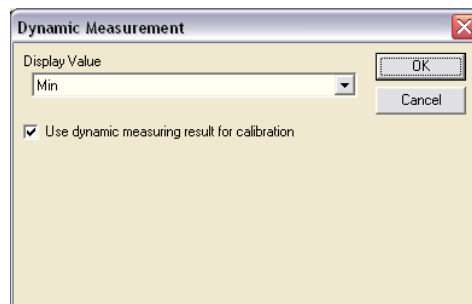 Dynamic Measurement
Display Value
Min
OK
Cancel
Use dynamic measuring result for calibration